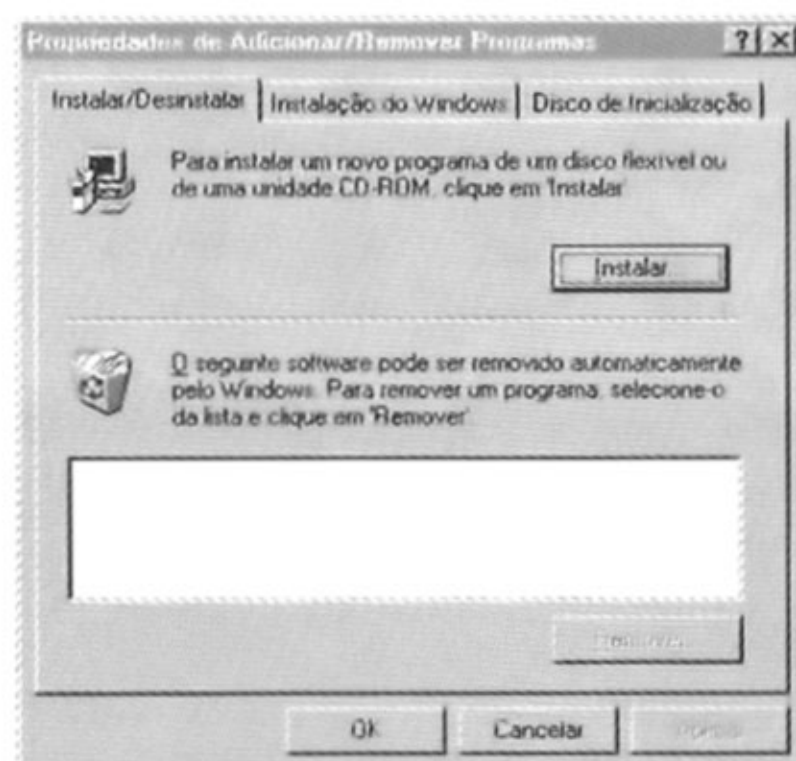 Propriedades de Adicionar/Remover Programas
Instalar/Desinstalar
Instalação do Windows
Disco de Inicialização
Para instalar um novo programa de um disco flexível ou
de uma unidade CD-ROM, clique em 'Instalar'
Instalar...
O seguinte software pode ser removido automaticamente
pelo Windows. Para remover um programa, selecione-o
da lista e clique em 'Remover'
Remover...
OK
Cancelar